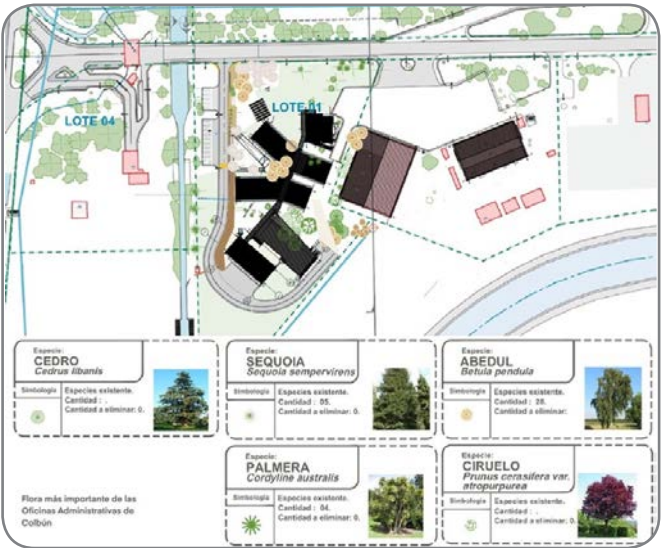 LOTE 04
LOTE 01
Especie:
CEDRO
Cedrus libanis
Simbología
Especies existente.
Cantidad : .
Cantidad a eliminar: 0.
Especie:
SEQUOIA
Sequoia sempervirens
Simbología
Especies existente.
Cantidad : 05.
Cantidad a eliminar: 0.
Especie:
ABEDUL
Betula pendula
Simbología
Especies existente.
Cantidad : 28.
Cantidad a eliminar:
Especie:
PALMERA
Cordyline australis
Simbología
Especies existente.
Cantidad : 04.
Cantidad a eliminar: 0.
Especie:
CIRUELO
Prunus cerasifera var.
atropurpurea
Simbología
Especies existente.
Cantidad : .
Cantidad a eliminar: 0.
Flora más importante de las
Oficinas Administrativas de
Colbún